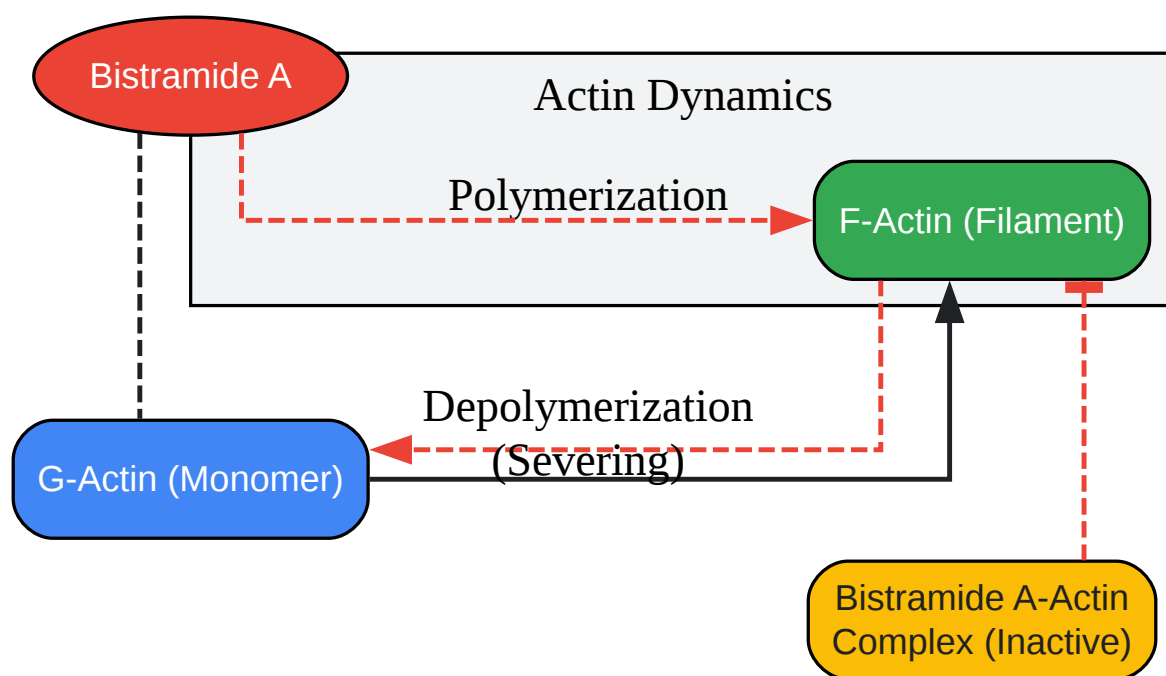 Bistramide A
Actin Dynamics
Polymerization
F-Actin (Filament)
Depolymerization
(Severing)
G-Actin (Monomer)
Bistramide A-Actin
Complex (Inactive)